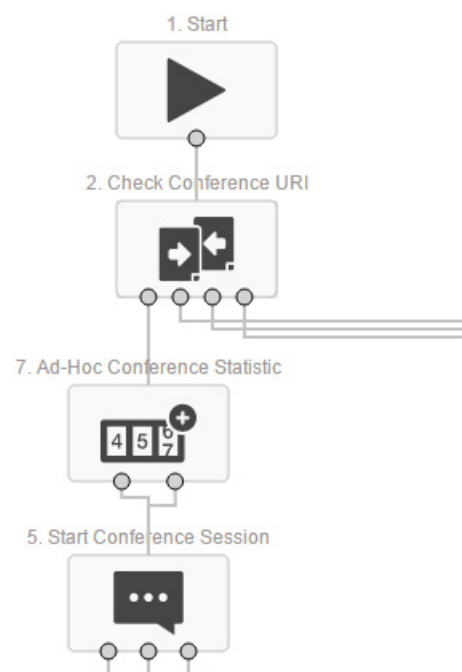 1. Start
2. Check Conference URI
7. Ad-Hoc Conference Statistic
4 5 6
7
5. Start Conference Session